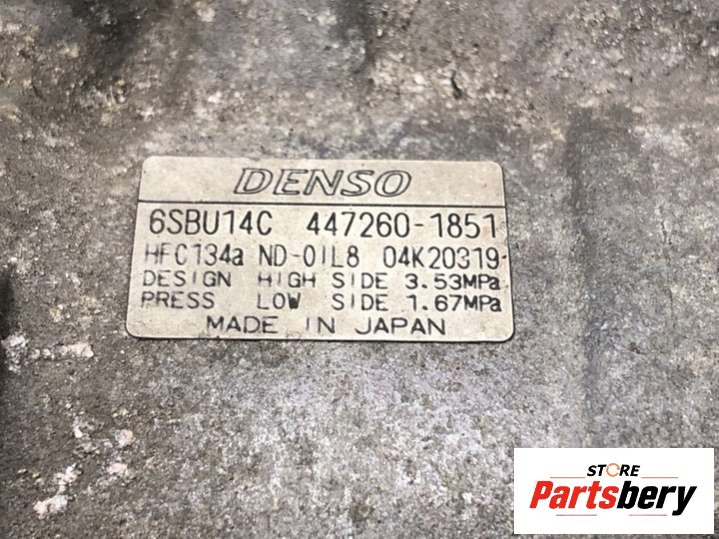 DENSO
6SBU14C 447260-1851
HFC134a ND-OIL8 04K20319
DESIGN HIGH SIDE 3.53MPa
PRESS LOW SIDE 1.67MPa
MADE IN JAPAN
STORE
Partsbery